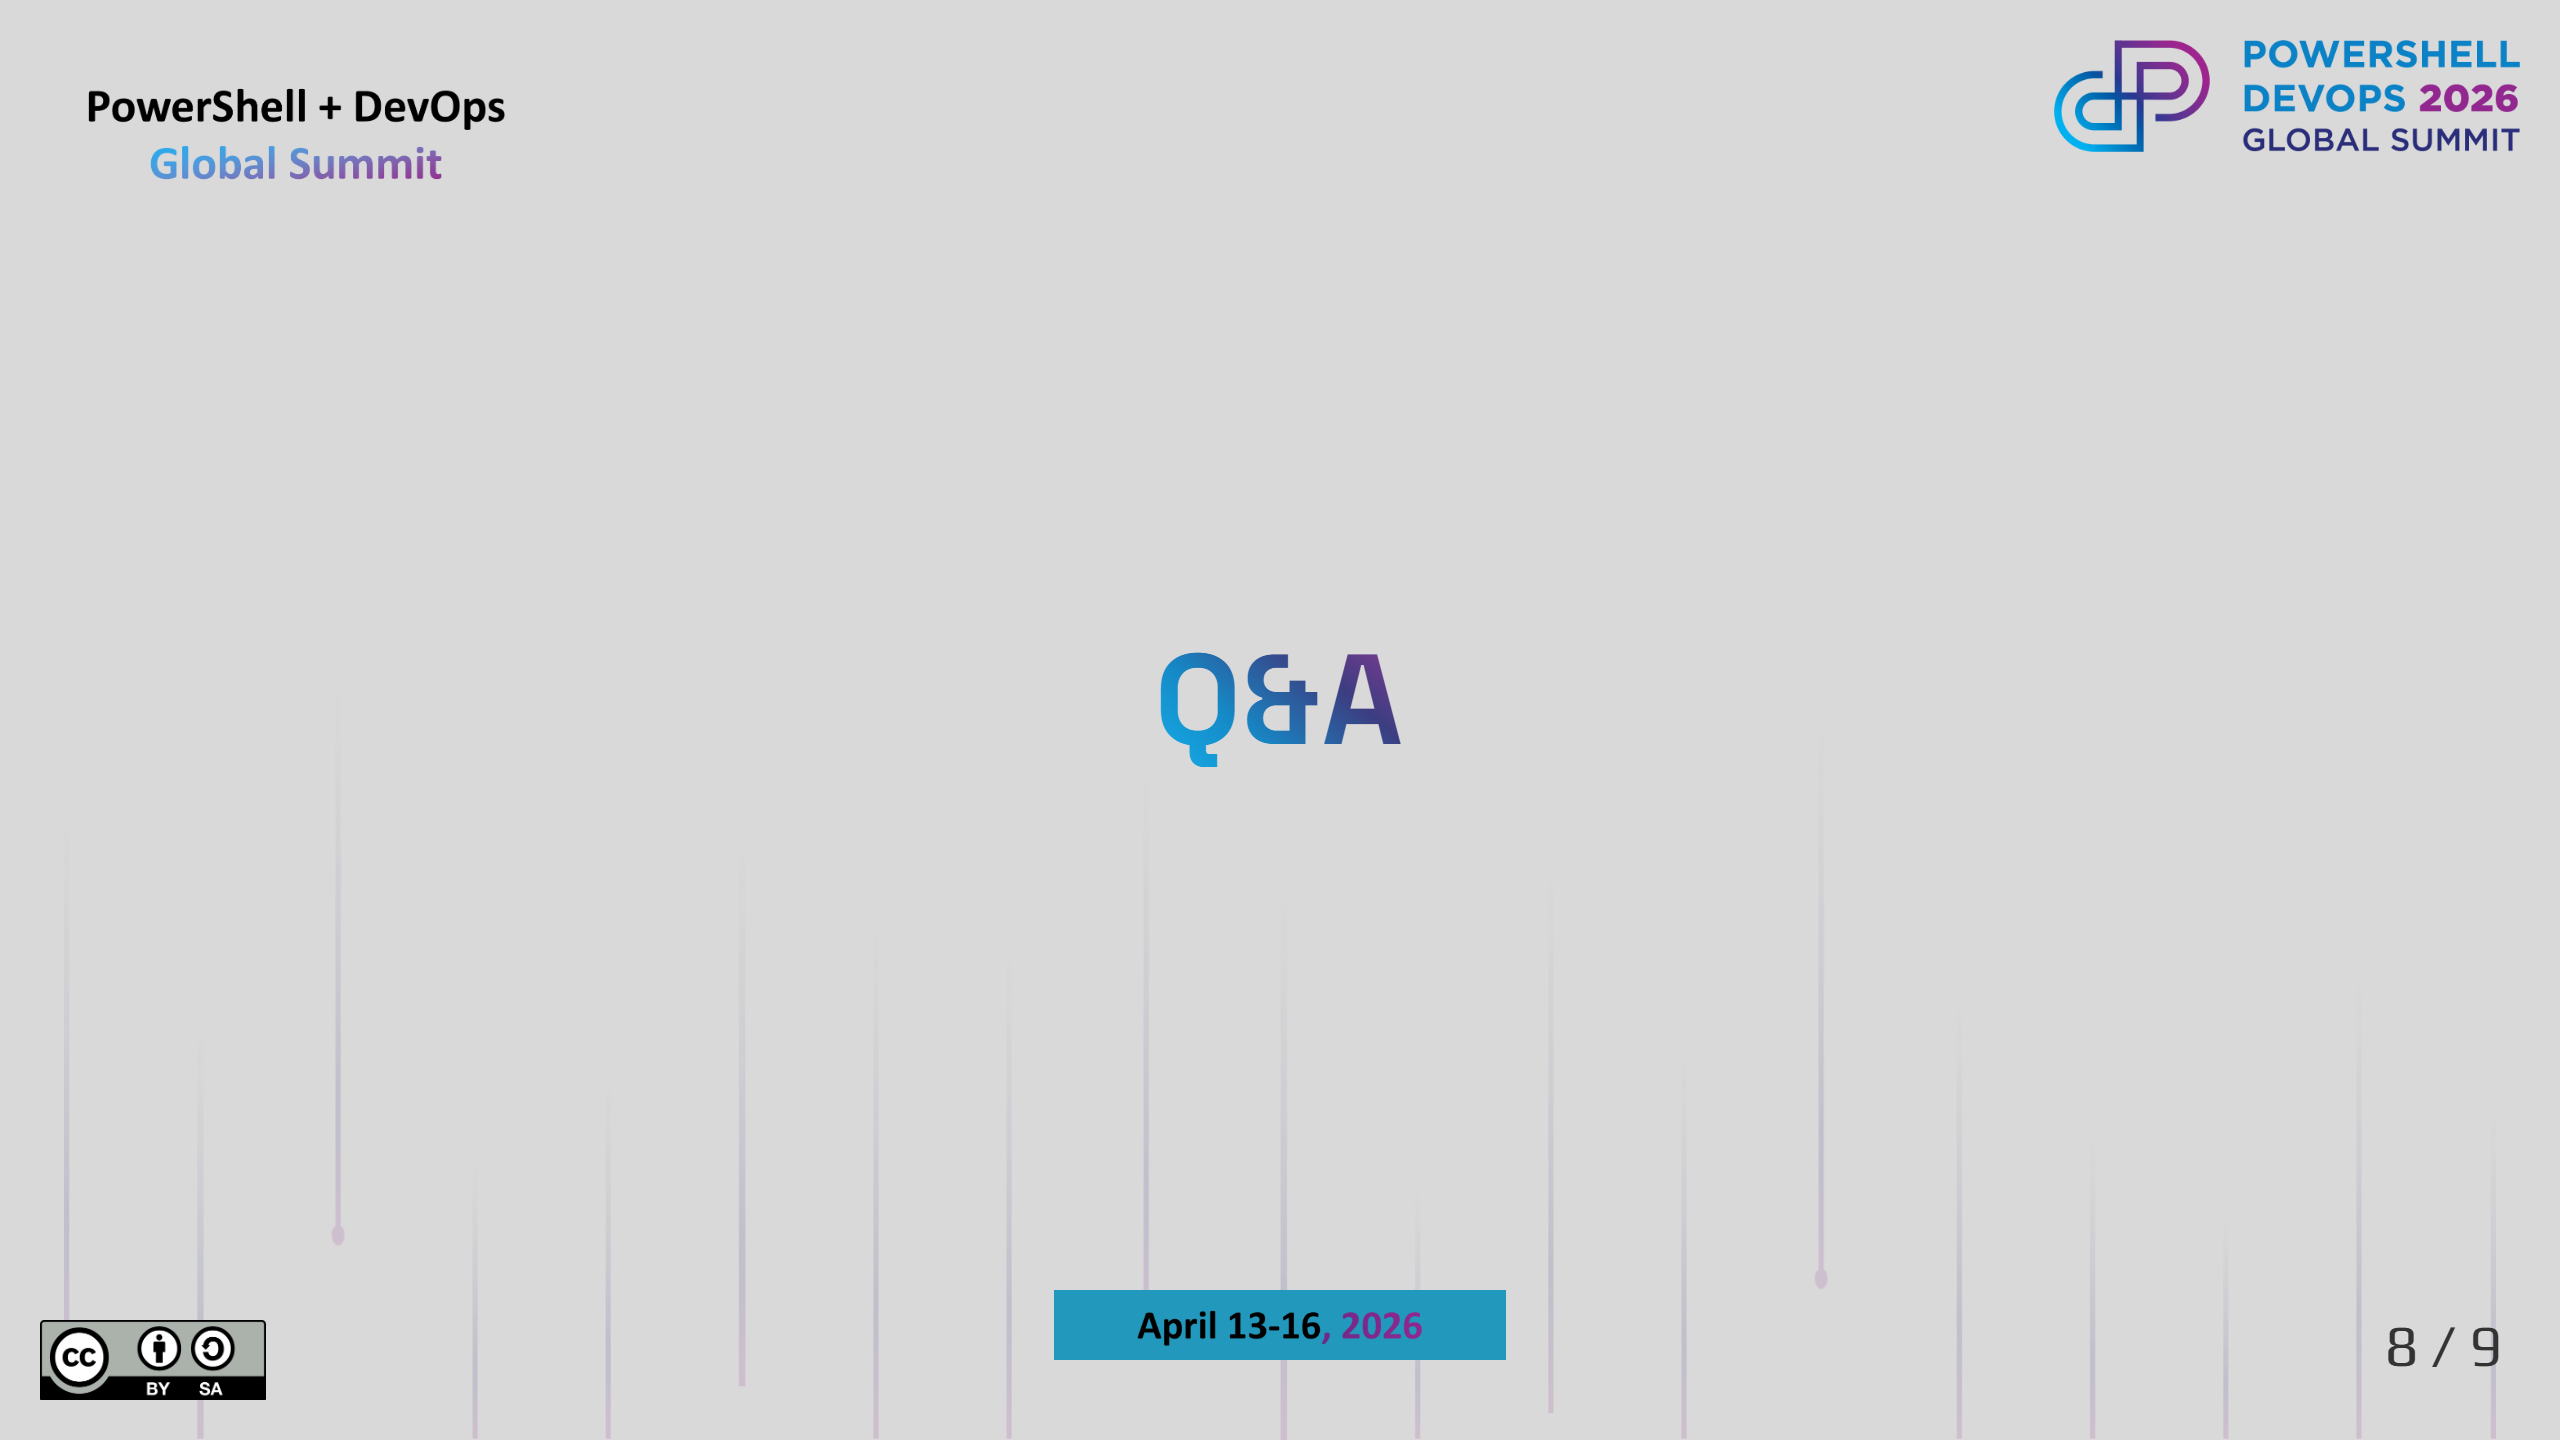 PowerShell + DevOps
Global Summit
POWERSHELL
DEVOPS 2026
GLOBAL SUMMIT
Q&A
April 13-16, 2026
CC
BY SA
8 / 9